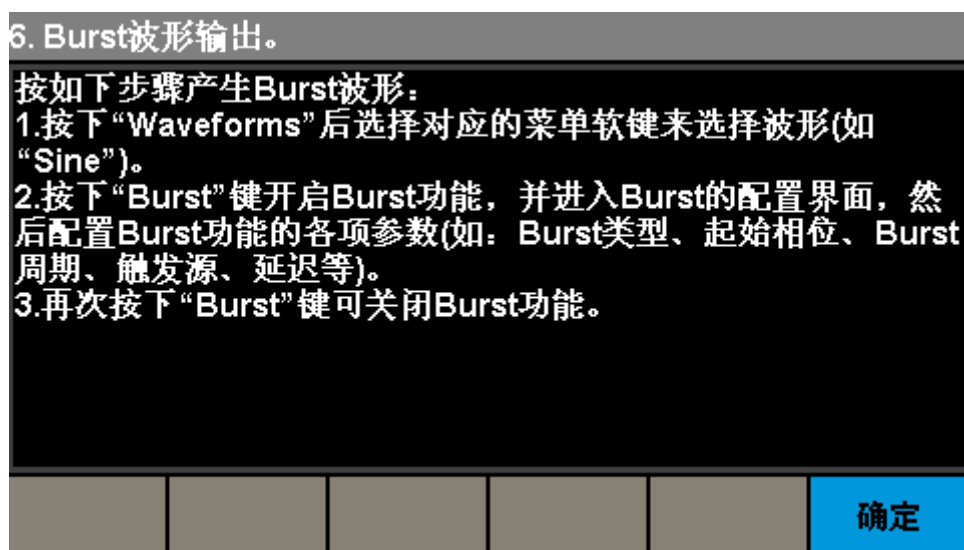 6. Burst波形输出。
按如下步骤产生Burst波形：
1.按下“Waveforms”后选择对应的菜单软键来选择波形(如
“Sine”)。
2.按下“Burst”键开启Burst功能，并进入Burst的配置界面，然
后配置Burst功能的各项参数(如：Burst类型、起始相位、Burst
周期、触发源、延迟等)。
3.再次按下“Burst”键可关闭Burst功能。
确定